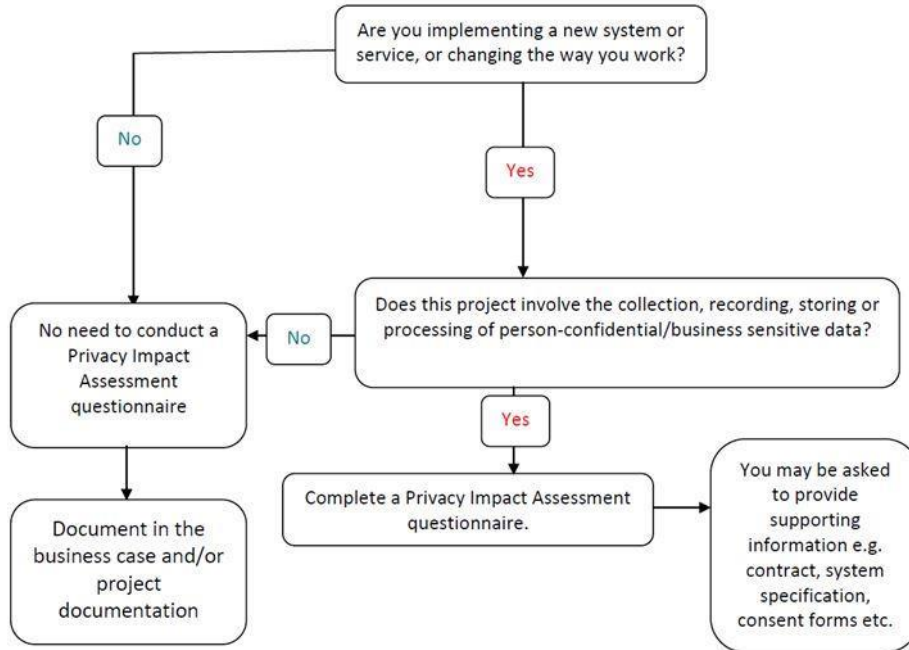 Are you implementing a new system or
service, or changing the way you work?
No
Yes
Does this project involve the collection, recording, storing or
processing of person-confidential/business sensitive data?
No need to conduct a
Privacy Impact
Assessment
questionnaire
No
Yes
Complete a Privacy Impact Assessment
questionnaire.
You may be asked
to provide
supporting
information e.g.
contract, system
specification,
consent forms etc.
Document in the
business case and/or
project
documentation